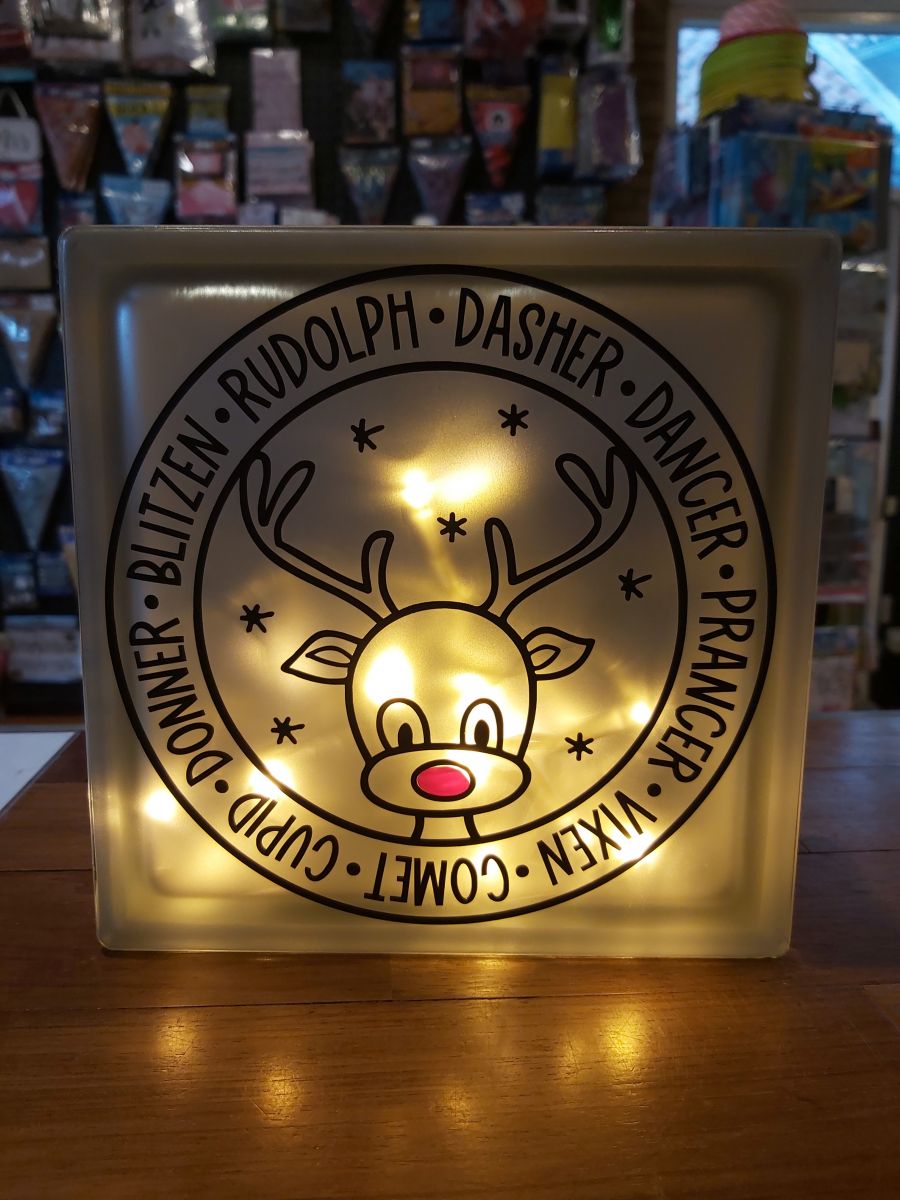 RUDOLPH • DASHER • DANCER • PRANCER • VIXEN • COMET • CUPID • DONNER • BLITZEN •